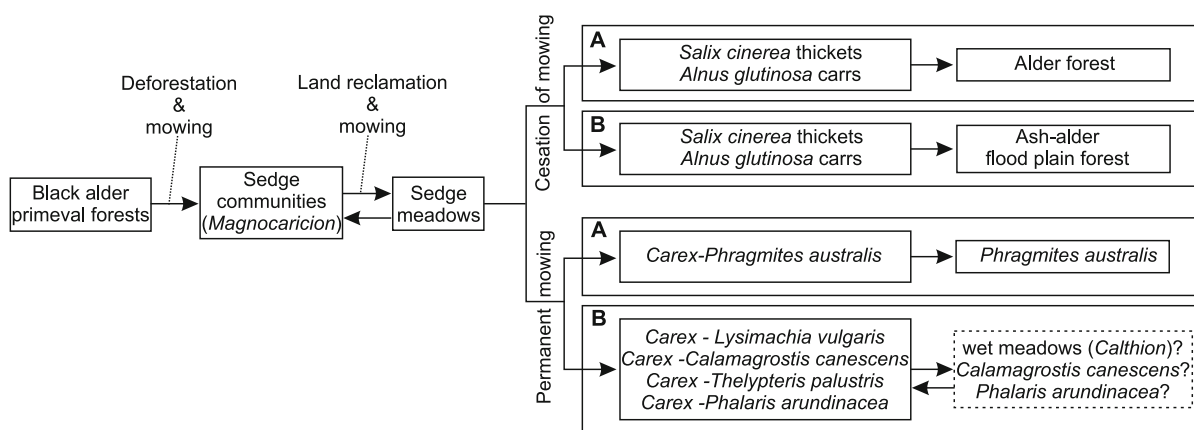 Deforestation
&
mowing
Land reclamation
&
mowing
Black alder
primeval forests
Sedge
communities
(Magnocaricion)
Sedge
meadows
Cesation of mowing
A
Salix cinerea thickets
Alnus glutinosa carrs
Alder forest
B
Salix cinerea thickets
Alnus glutinosa carrs
Ash-alder
flood plain forest
Permanent mowing
A
Carex-Phragmites australis
Phragmites australis
B
Carex - Lysimachia vulgaris
Carex -Calamagrostis canescens
Carex -Thelypteris palustris
Carex -Phalaris arundinacea
wet meadows (Calthion)?
Calamagrostis canescens?
Phalaris arundinacea?